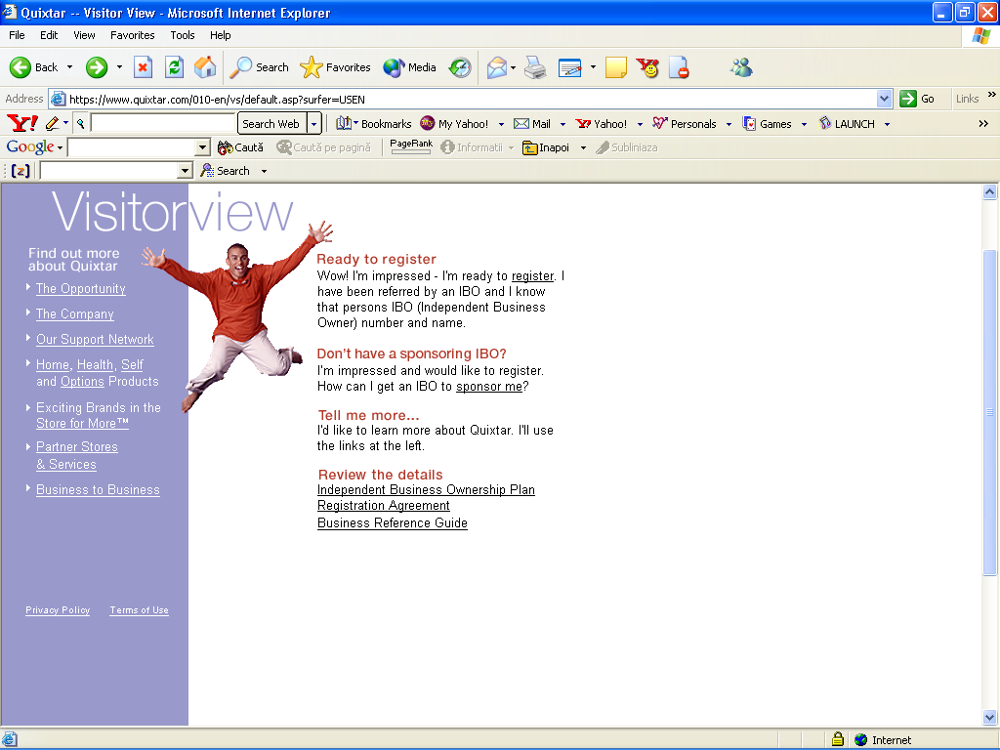 Quixtar -- Visitor View - Microsoft Internet Explorer
File Edit View Favorites Tools Help
Back Search Favorites Media
Address https://www.quixtar.com/010-en/vs/default.asp?surfer=USEN Go Links »
Y! Search Web Bookmarks My Yahoo! Mail Yahoo! Personals Games LAUNCH »
Google Caută Caută pe pagină PageRank Informatii Inapoi Subliniaza
[z] Search
Visitorview
Find out more
about Quixtar
The Opportunity
The Company
Our Support Network
Home, Health, Self
and Options Products
Exciting Brands in the
Store for More™
Partner Stores
& Services
Business to Business
Privacy Policy Terms of Use
Ready to register
Wow! I'm impressed - I'm ready to register. I
have been referred by an IBO and I know
that persons IBO (Independent Business
Owner) number and name.
Don't have a sponsoring IBO?
I'm impressed and would like to register.
How can I get an IBO to sponsor me?
Tell me more...
I'd like to learn more about Quixtar. I'll use
the links at the left.
Review the details
Independent Business Ownership Plan
Registration Agreement
Business Reference Guide
Internet